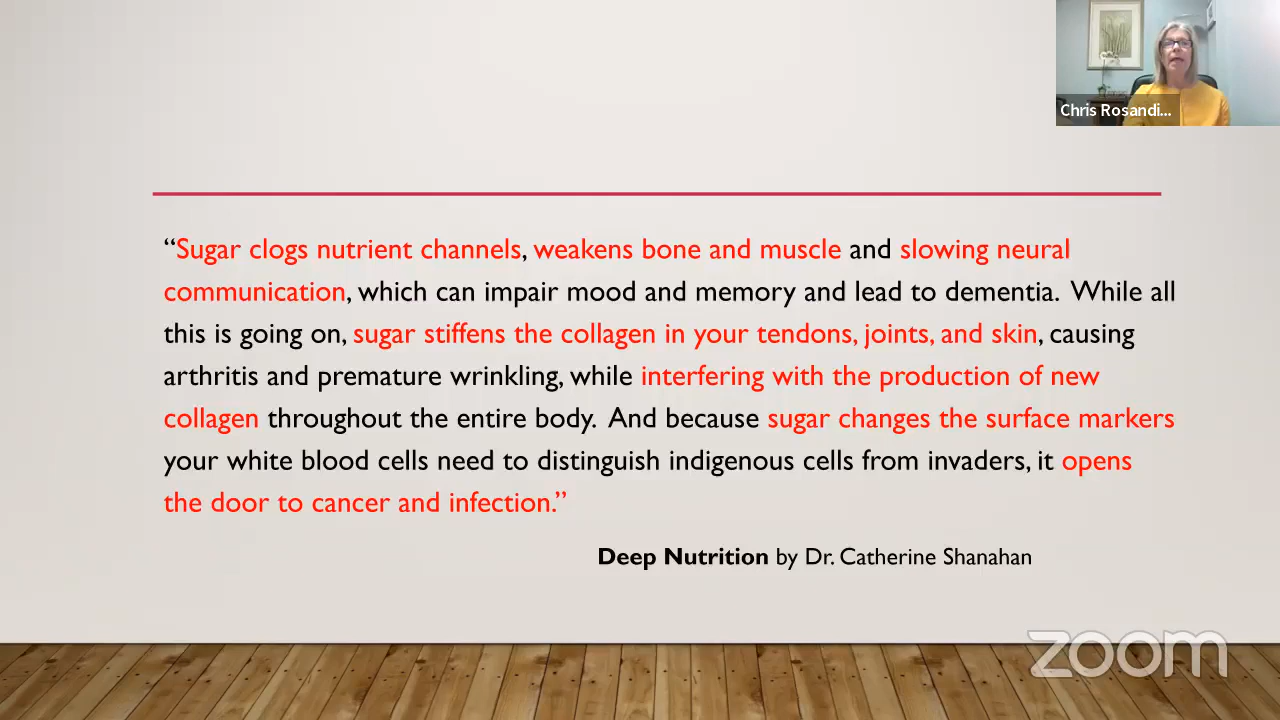 Chris Rosandi...
“Sugar clogs nutrient channels, weakens bone and muscle and slowing neural
communication, which can impair mood and memory and lead to dementia. While all
this is going on, sugar stiffens the collagen in your tendons, joints, and skin, causing
arthritis and premature wrinkling, while interfering with the production of new
collagen throughout the entire body. And because sugar changes the surface markers
your white blood cells need to distinguish indigenous cells from invaders, it opens
the door to cancer and infection.”
Deep Nutrition by Dr. Catherine Shanahan
zoom